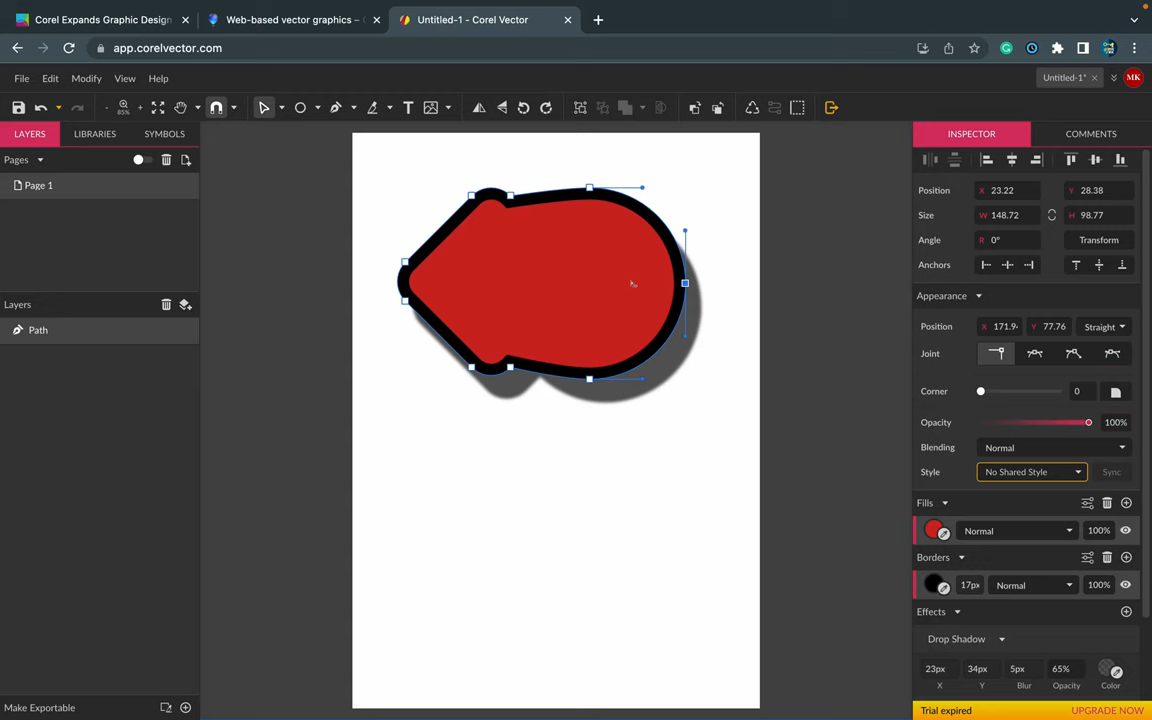 Corel Expands Graphic Design
Web-based vector graphics –
Untitled-1 - Corel Vector
app.corelvector.com
File Edit Modify View Help
Untitled-1*
MK
- + 85%
LAYERS LIBRARIES SYMBOLS
INSPECTOR COMMENTS
Pages
Page 1
Position X 23.22 Y 28.38
Size W 148.72 H 98.77
Angle R 0° Transform
Anchors
Appearance
Layers
Path
Position X 171.9 Y 77.76 Straight
Joint
Corner 0
Opacity 100%
Blending Normal
Style No Shared Style Sync
Fills
Normal 100%
Borders
17px Normal 100%
Effects
Drop Shadow
23px 34px 5px 65%
X Y Blur Opacity Color
Make Exportable
Trial expired UPGRADE NOW